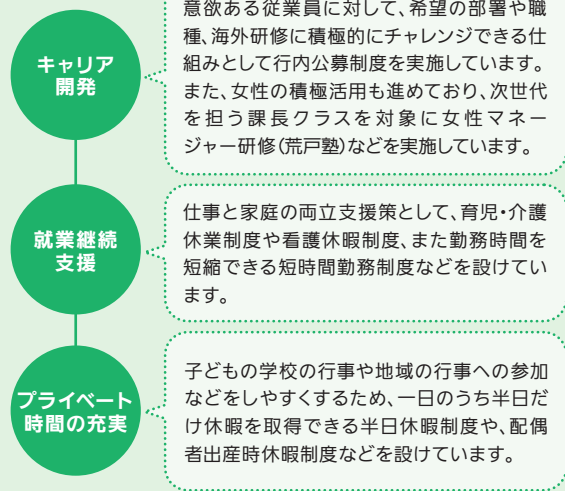 キャリア
開発
意欲ある従業員に対して、希望の部署や職
種、海外研修に積極的にチャレンジできる仕
組みとして行内公募制度を実施しています。
また、女性の積極活用も進めており、次世代
を担う課長クラスを対象に女性マネー
ジャー研修(荒戸塾)などを実施しています。
就業継続
支援
仕事と家庭の両立支援策として、育児・介護
休業制度や看護休暇制度、また勤務時間を
短縮できる短時間勤務制度などを設けてい
ます。
プライベート
時間の充実
子どもの学校の行事や地域の行事への参加
などをしやすくするため、一日のうち半日だ
け休暇を取得できる半日休暇制度や、配偶
者出産時休暇制度などを設けています。